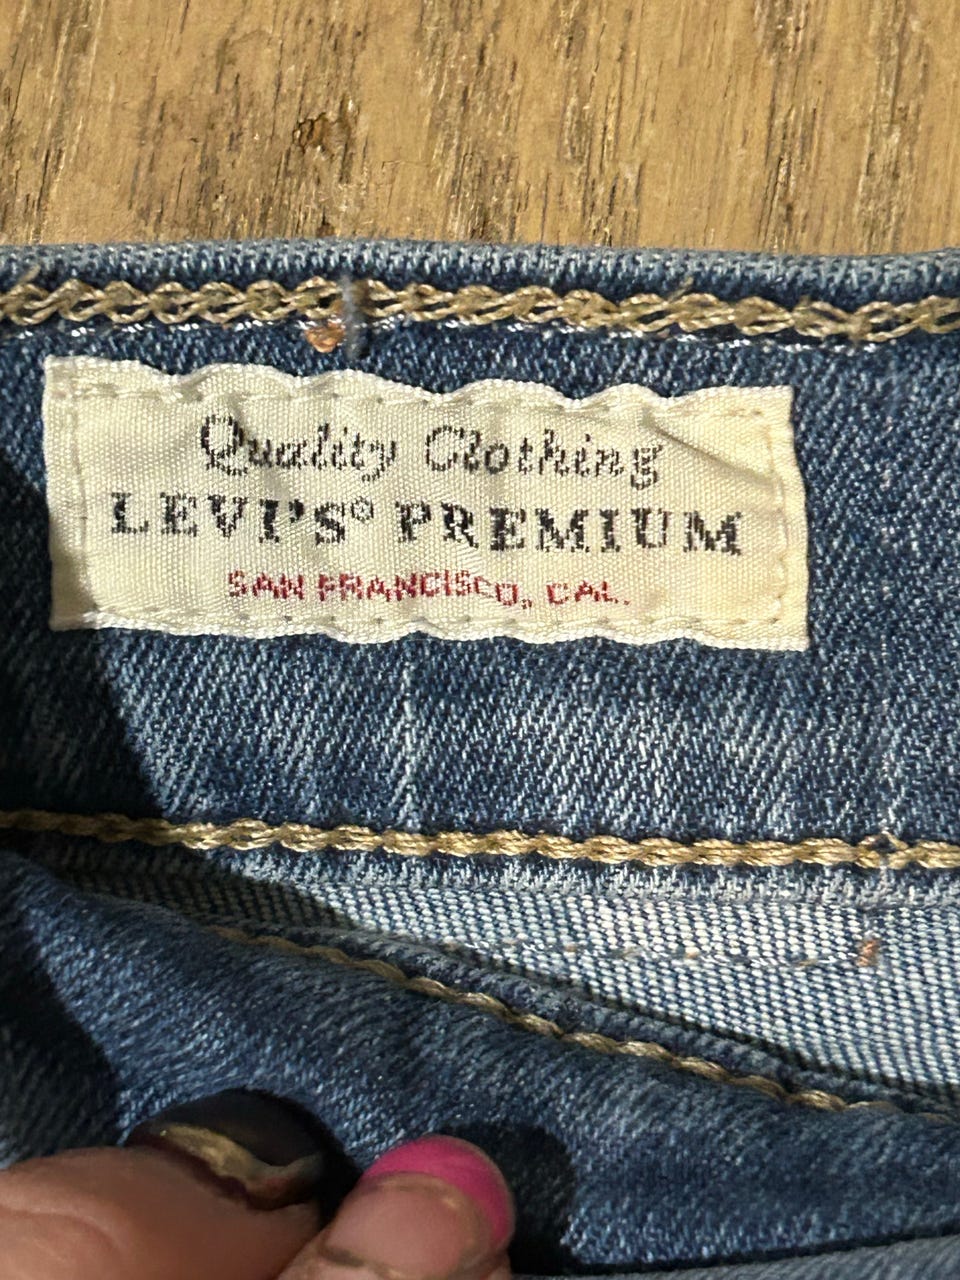 Quality Clothing
LEVI'S® PREMIUM
SAN FRANCISCO, CAL.